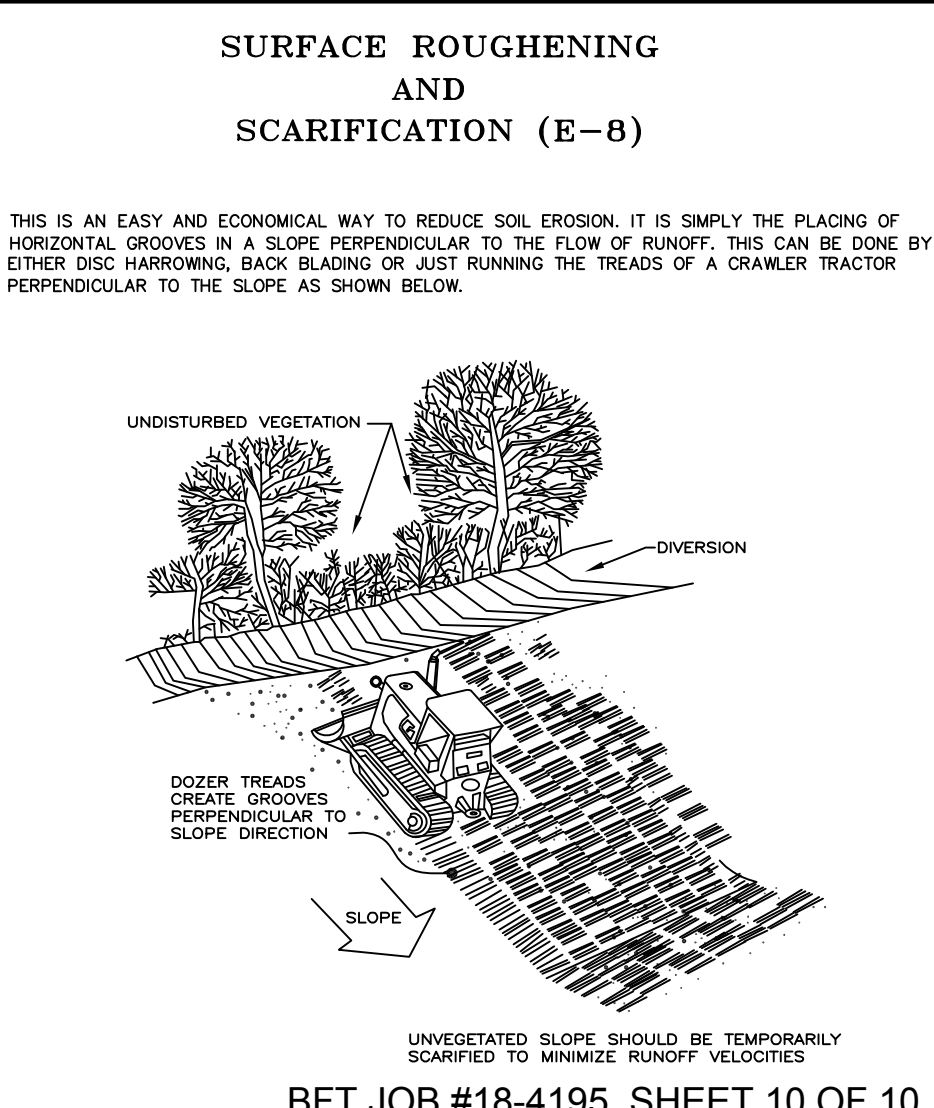 SURFACE ROUGHENING
AND
SCARIFICATION (E-8)
THIS IS AN EASY AND ECONOMICAL WAY TO REDUCE SOIL EROSION. IT IS SIMPLY THE PLACING OF
HORIZONTAL GROOVES IN A SLOPE PERPENDICULAR TO THE FLOW OF RUNOFF. THIS CAN BE DONE BY
EITHER DISC HARROWING, BACK BLADING OR JUST RUNNING THE TREADS OF A CRAWLER TRACTOR
PERPENDICULAR TO THE SLOPE AS SHOWN BELOW.
UNDISTURBED VEGETATION
DIVERSION
DOZER TREADS
CREATE GROOVES
PERPENDICULAR TO
SLOPE DIRECTION
SLOPE
UNVEGETATED SLOPE SHOULD BE TEMPORARILY
SCARIFIED TO MINIMIZE RUNOFF VELOCITIES
BFT JOB #18-4195 SHEET 10 OF 10